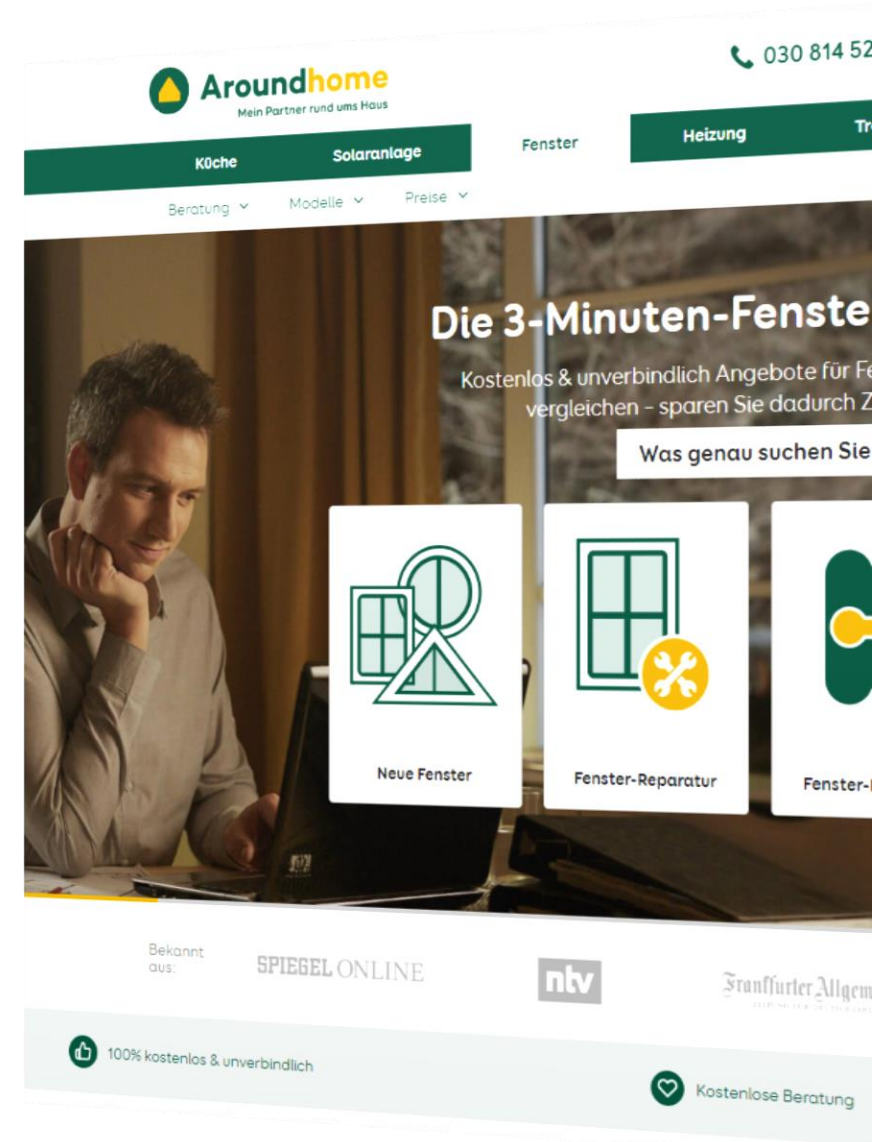 Aroundhome
Mein Partner rund ums Haus
030 814 52
Küche
Solaranlage
Fenster
Heizung
Tr
Beratung
Modelle
Preise
Die 3-Minuten-Fenste
Kostenlos & unverbindlich Angebote für Fe
vergleichen – sparen Sie dadurch Z
Was genau suchen Sie
Neue Fenster
Fenster-Reparatur
Fenster-
Bekannt
aus:
SPIEGEL ONLINE
ntv
Frankfurter Allgem
100% kostenlos & unverbindlich
Kostenlose Beratung